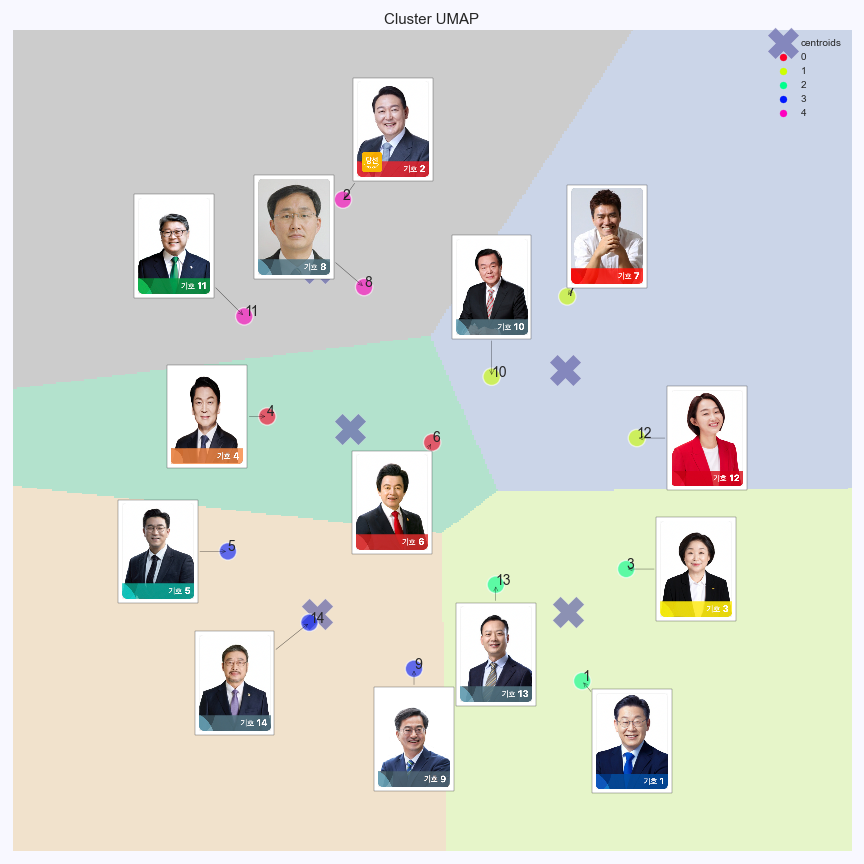 Cluster UMAP
centroids
0
1
2
3
4
당선
기호 2
2
기호 8
8
기호 11
11
기호 7
7
기호 10
10
4
기호 4
6
기호 6
12
기호 12
5
기호 5
3
기호 3
13
기호 13
14
기호 14
9
기호 9
1
기호 1